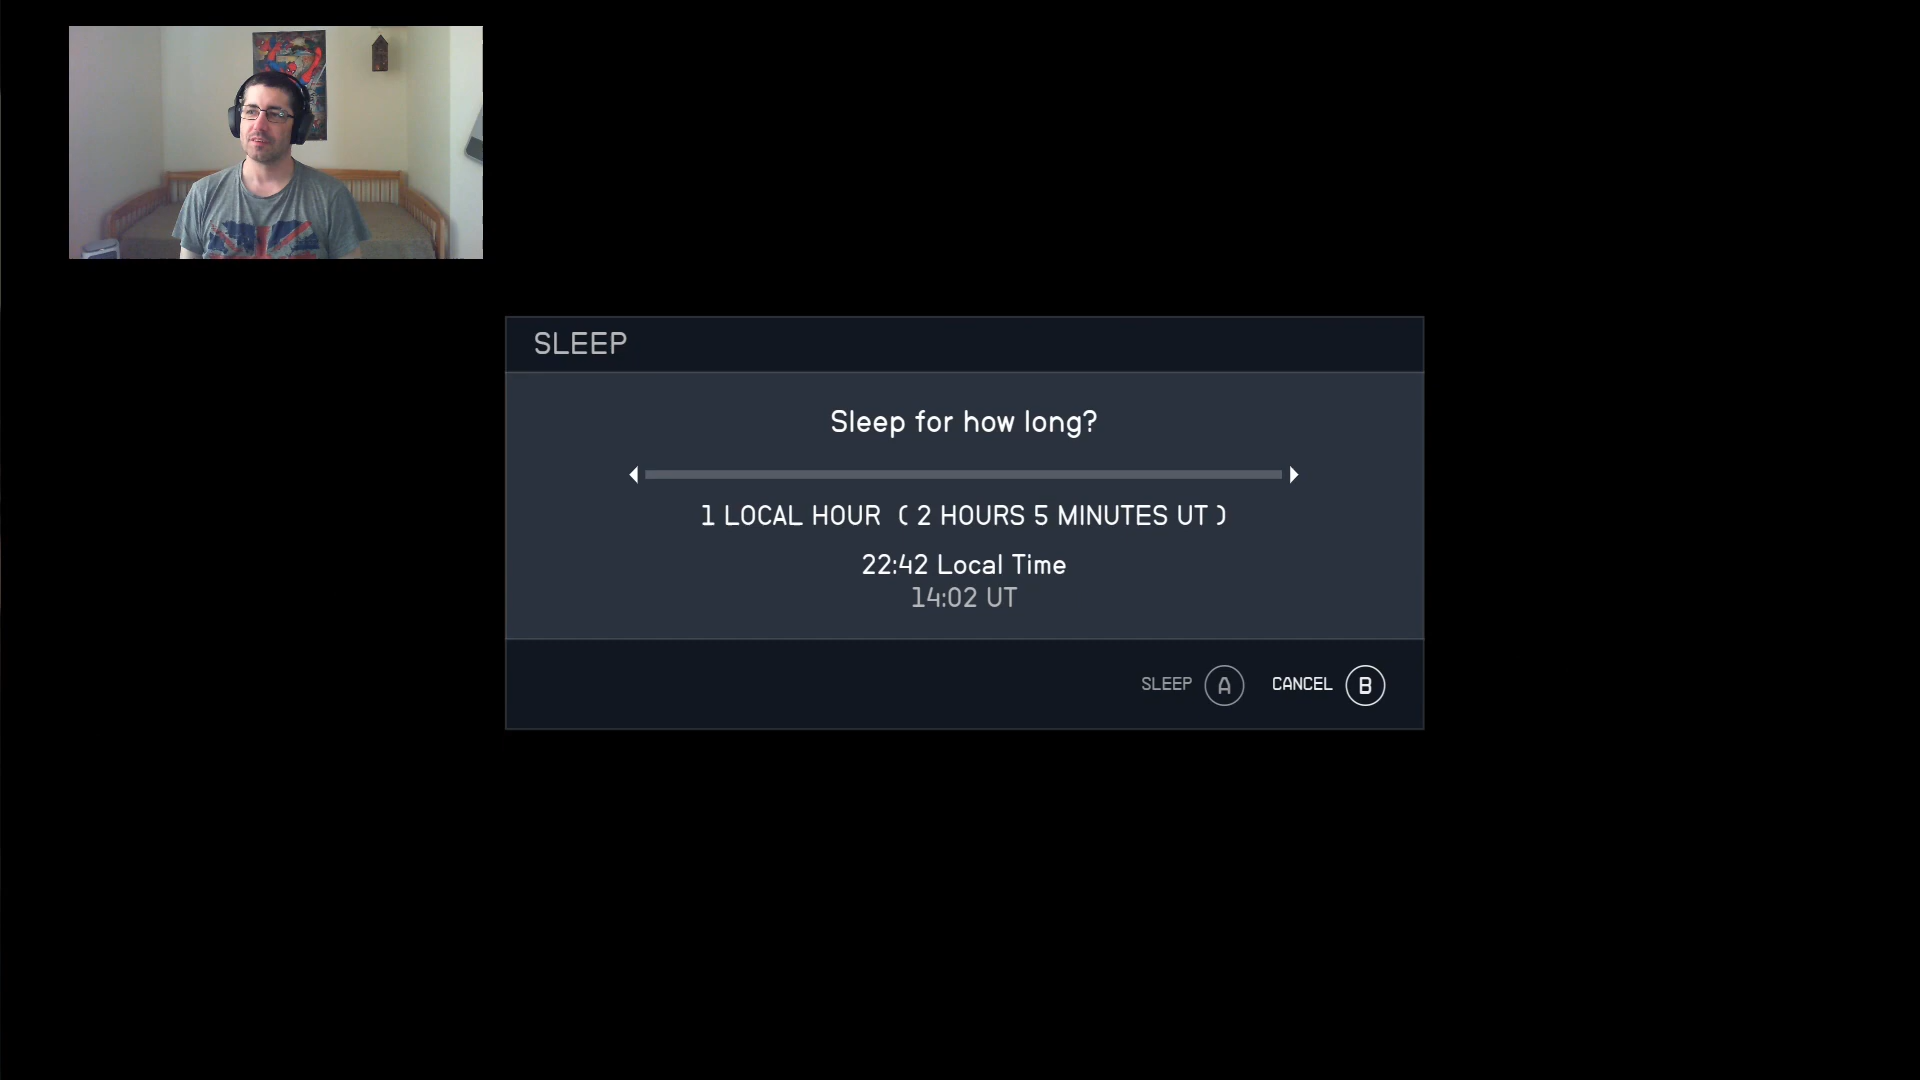 SLEEP
Sleep for how long?
1 LOCAL HOUR ( 2 HOURS 5 MINUTES UT )
22:42 Local Time
14:02 UT
SLEEP A CANCEL B